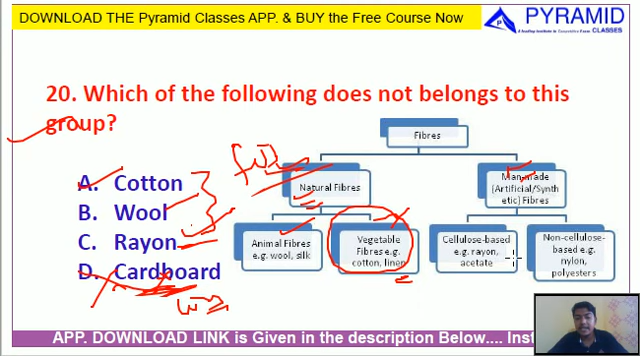 DOWNLOAD THE Pyramid Classes APP. & BUY the Free Course Now
PYRAMID
CLASSES
20. Which of the following does not belongs to this
group?
A. Cotton
B. Wool
C. Rayon
D. Cardboard
Fibres
Natural Fibres
Man-made
(Artificial/Synth
etic) Fibres
Animal Fibres
e.g. wool, silk
Vegetable
Fibres e.g.
cotton, linen
Cellulose-based
e.g. rayon,
acetate
Non-cellulose-
based e.g.
nylon,
polyesters
APP. DOWNLOAD LINK is Given in the description Below.... Inst